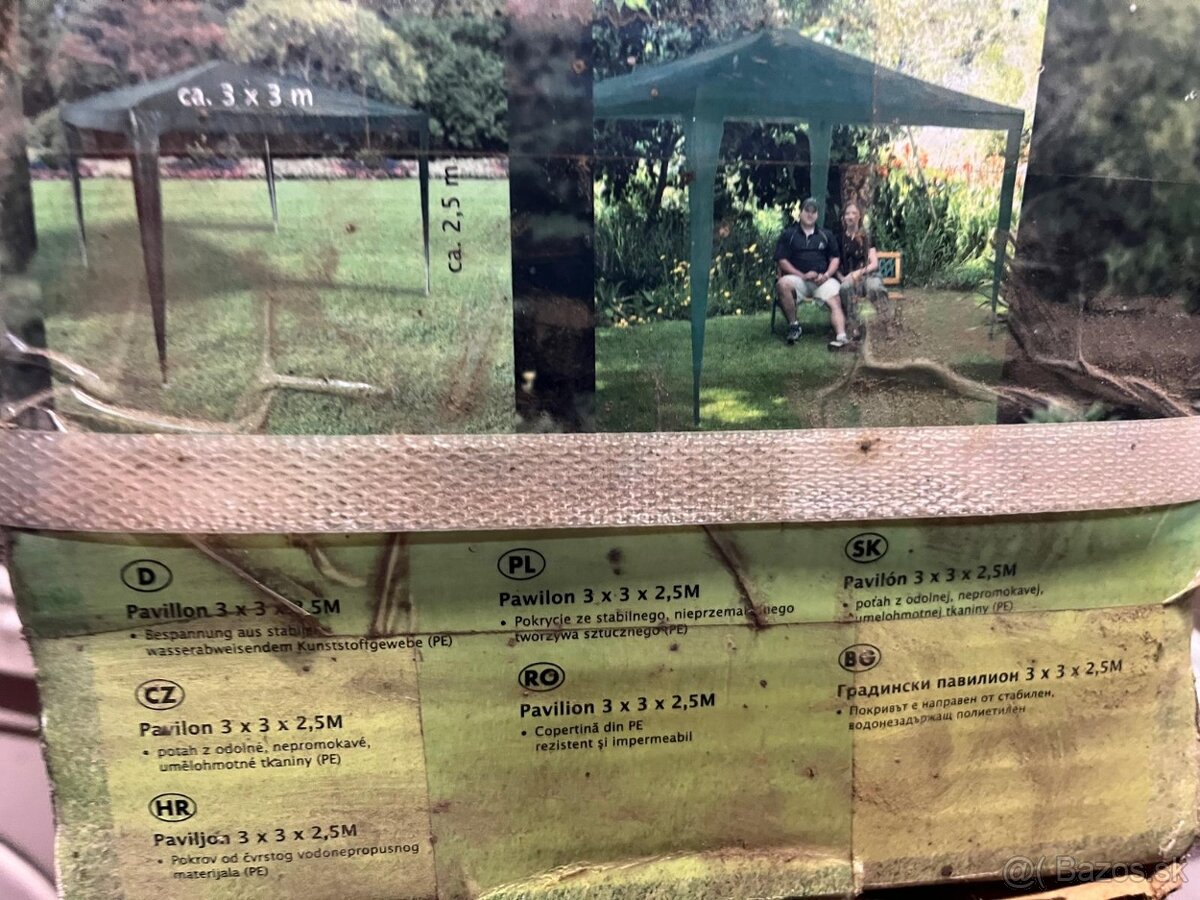 ca. 3 x 3 m
ca. 2,5 m
D
Pavillon 3 x 3 x 2,5M
• Bespannung aus
wasserabweisendem Kunststoffgewebe (PE)
CZ
Pavilon 3 x 3 x 2,5M
• potah z odolné, nepromokavé,
umělohmotné tkaniny (PE)
HR
Paviljon 3 x 3 x 2,5M
• Pokrov od čvrstog vodonepropusnog
materijala (PE)
PL
Pawilon 3 x 3 x 2,5M
• Pokrycie ze stabilnego,
tworzywa sztucznego (PE)
RO
Pavilion 3 x 3 x 2,5M
• Copertină din PE
rezistent şi impermeabil
SK
Pavilón 3 x 3 x 2,5M
• poťah z odolnej, nepromokavej,
umelohmotnej tkaniny (PE)
BG
Градински павилион 3 x 3 x 2,5M
• Покривът е направен от стабилен,
водонезадържащ полиетилен
@( Bazos.sk